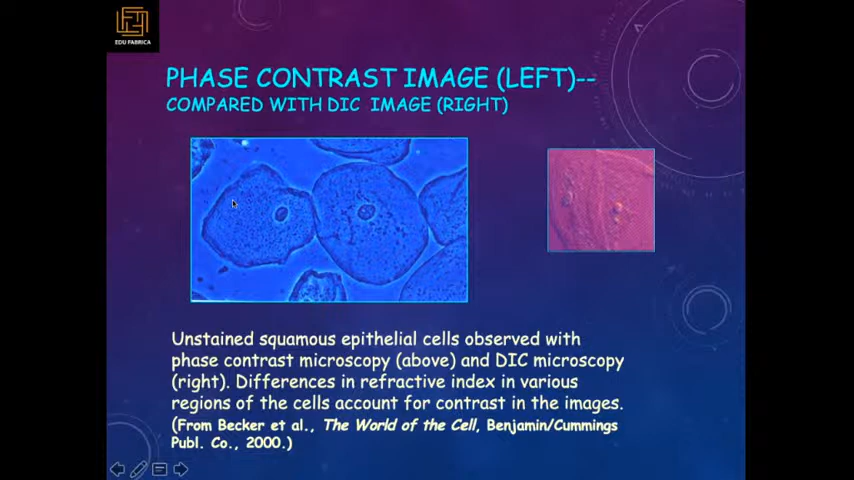 EDU FABRICA
PHASE CONTRAST IMAGE (LEFT)--
COMPARED WITH DIC IMAGE (RIGHT)
Unstained squamous epithelial cells observed with
phase contrast microscopy (above) and DIC microscopy
(right). Differences in refractive index in various
regions of the cells account for contrast in the images.
(From Becker et al., The World of the Cell, Benjamin/Cummings
Publ. Co., 2000.)